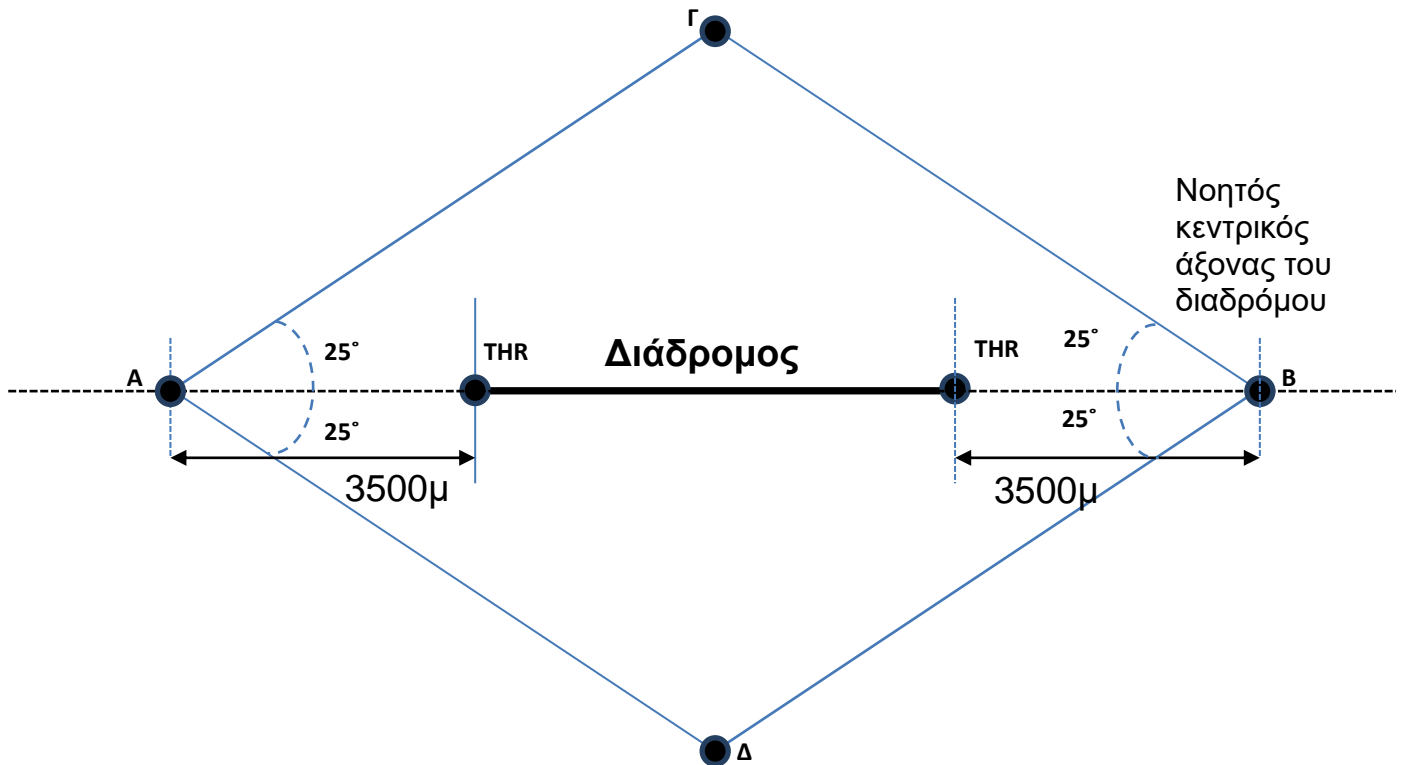 Γ
Νοητός
κεντρικός
άξονας του
διαδρόμου
25°
THR
Διάδρομος
THR
25°
Α
Β
25°
25°
3500μ
3500μ
Δ